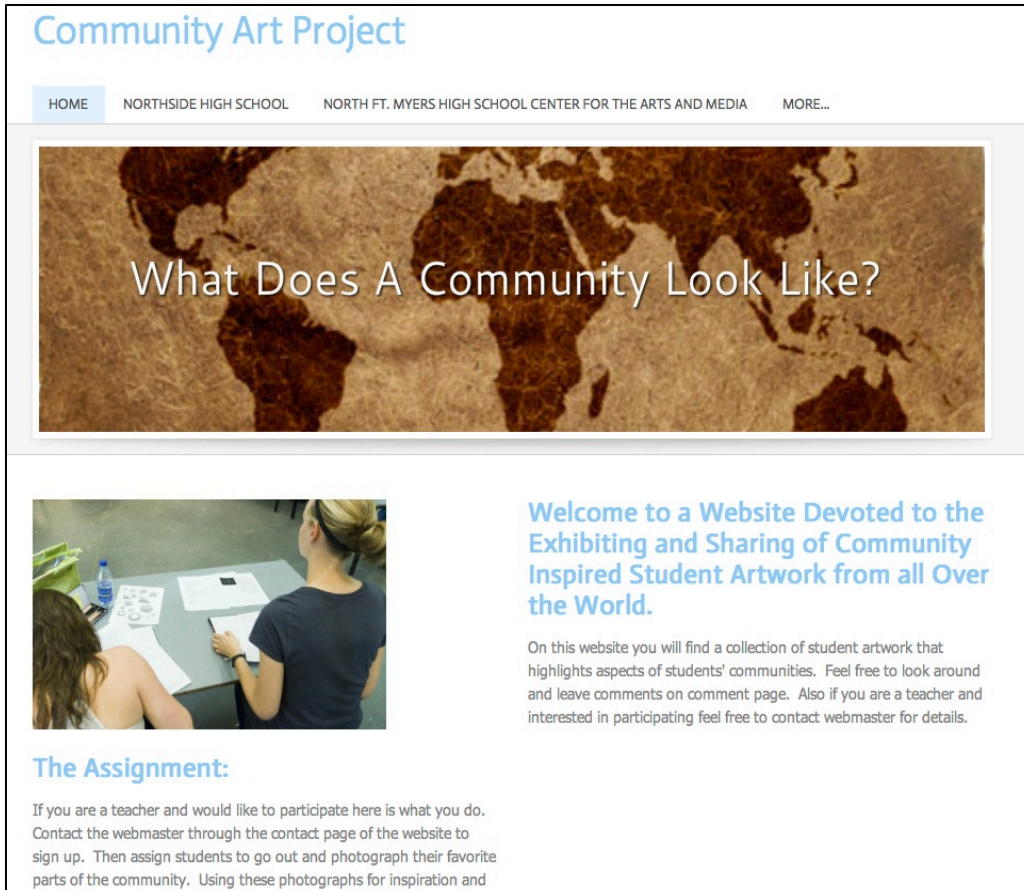 Community Art Project
HOME NORTHSIDE HIGH SCHOOL NORTH FT. MYERS HIGH SCHOOL CENTER FOR THE ARTS AND MEDIA MORE...
What Does A Community Look Like?
Welcome to a Website Devoted to the
Exhibiting and Sharing of Community
Inspired Student Artwork from all Over
the World.
On this website you will find a collection of student artwork that
highlights aspects of students' communities. Feel free to look around
and leave comments on comment page. Also if you are a teacher and
interested in participating feel free to contact webmaster for details.
The Assignment:
If you are a teacher and would like to participate here is what you do.
Contact the webmaster through the contact page of the website to
sign up. Then assign students to go out and photograph their favorite
parts of the community. Using these photographs for inspiration and